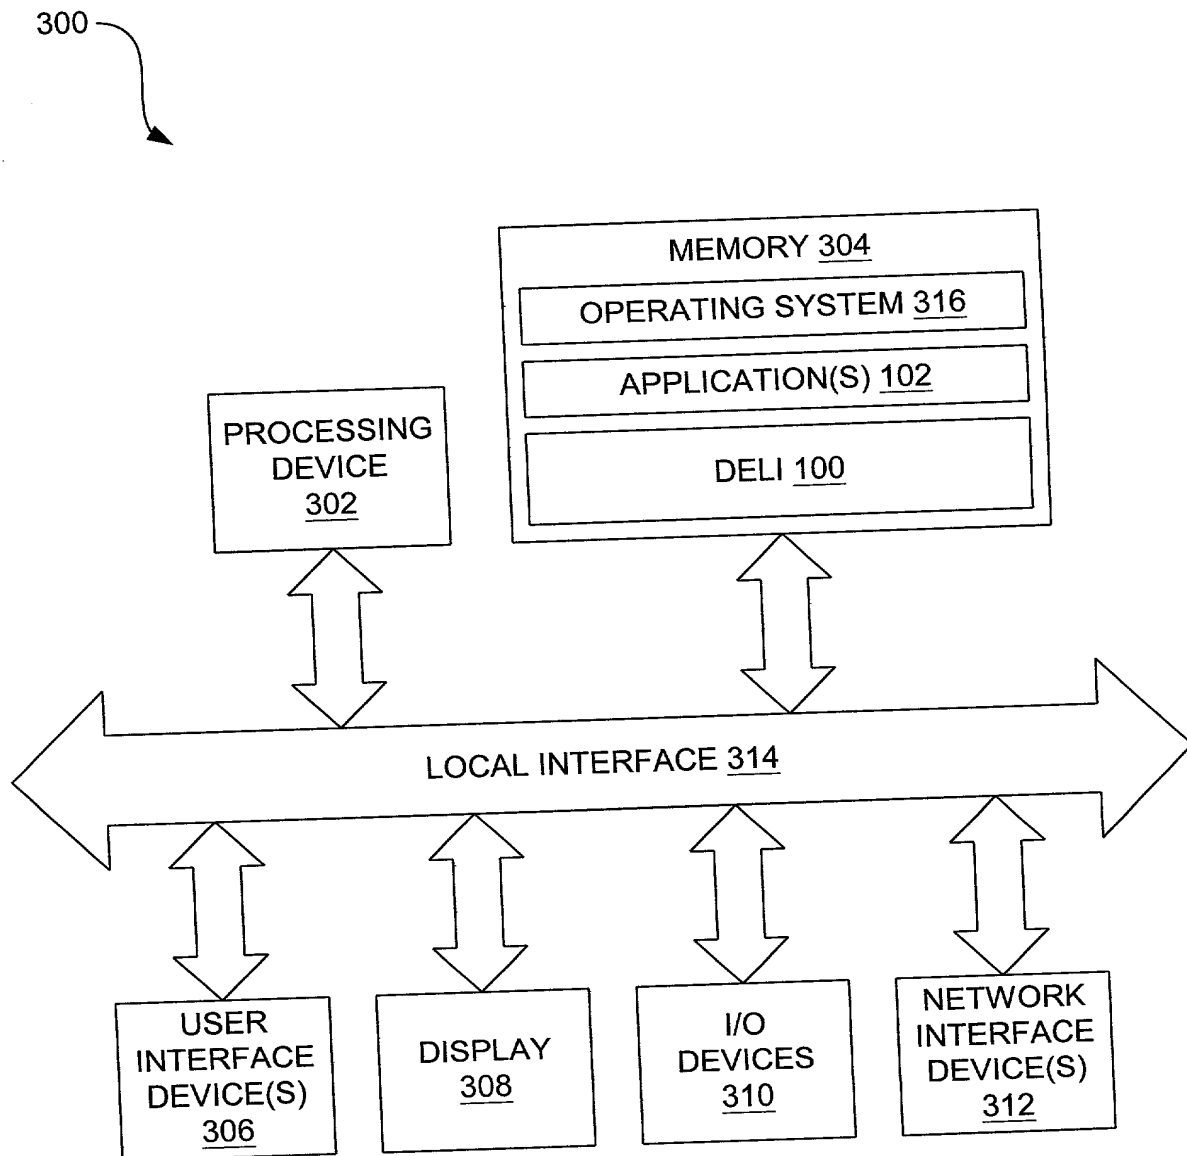 300
MEMORY 304
OPERATING SYSTEM 316
APPLICATION(S) 102
DELI 100
PROCESSING
DEVICE
302
LOCAL INTERFACE 314
USER
INTERFACE
DEVICE(S)
306
DISPLAY
308
I/O
DEVICES
310
NETWORK
INTERFACE
DEVICE(S)
312